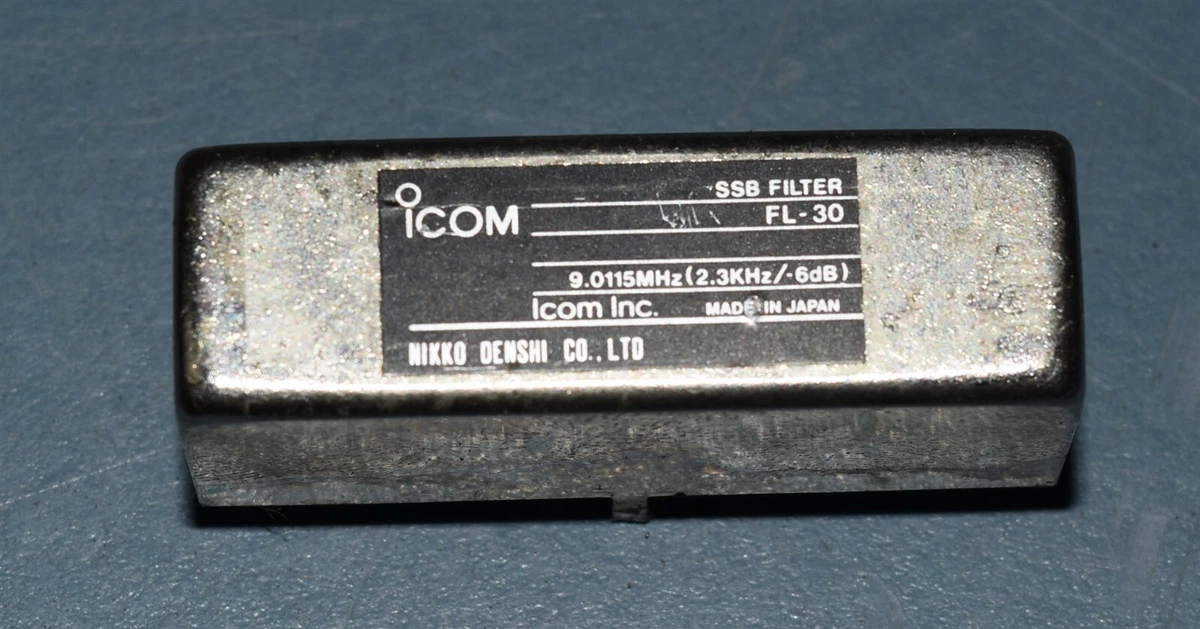 iCOM
SSB FILTER
FL-30
9.0115MHz(2.3KHz/-6dB)
Icom Inc. MADE IN JAPAN
NIKKO DENSHI CO.,LTD